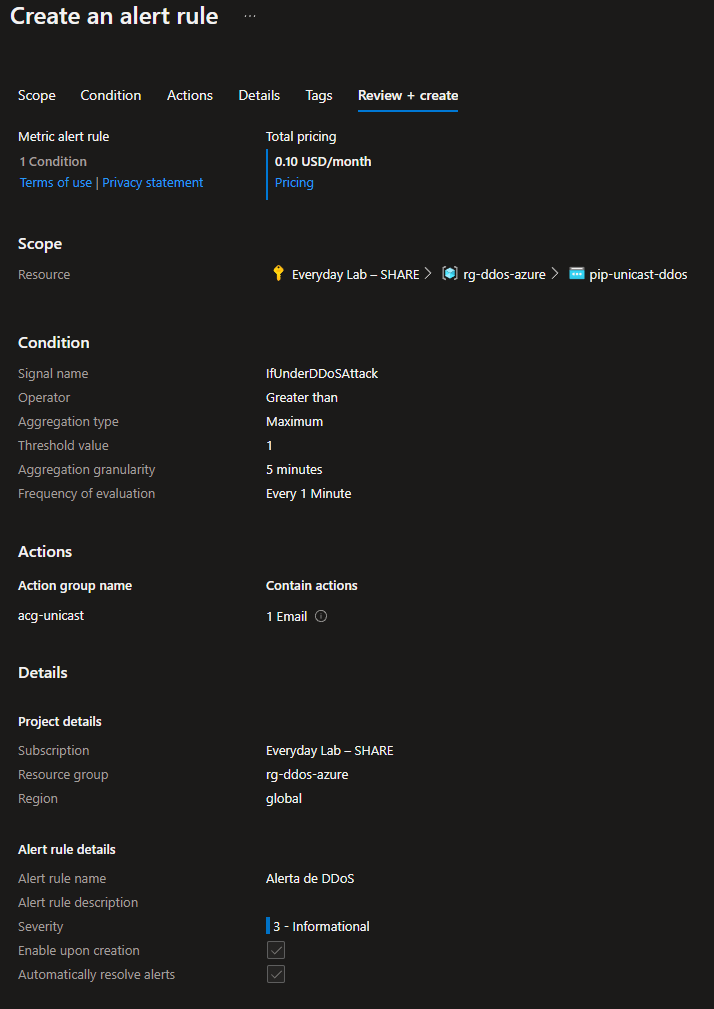 Create an alert rule ...
Scope Condition Actions Details Tags Review + create
Metric alert rule Total pricing
1 Condition 0.10 USD/month
Terms of use | Privacy statement Pricing
Scope
Resource Everyday Lab – SHARE > rg-ddos-azure > pip-unicast-ddos
Condition
Signal name IfUnderDDoSAttack
Operator Greater than
Aggregation type Maximum
Threshold value 1
Aggregation granularity 5 minutes
Frequency of evaluation Every 1 Minute
Actions
Action group name Contain actions
acg-unicast 1 Email
Details
Project details
Subscription Everyday Lab – SHARE
Resource group rg-ddos-azure
Region global
Alert rule details
Alert rule name Alerta de DDoS
Alert rule description
Severity 3 - Informational
Enable upon creation
Automatically resolve alerts